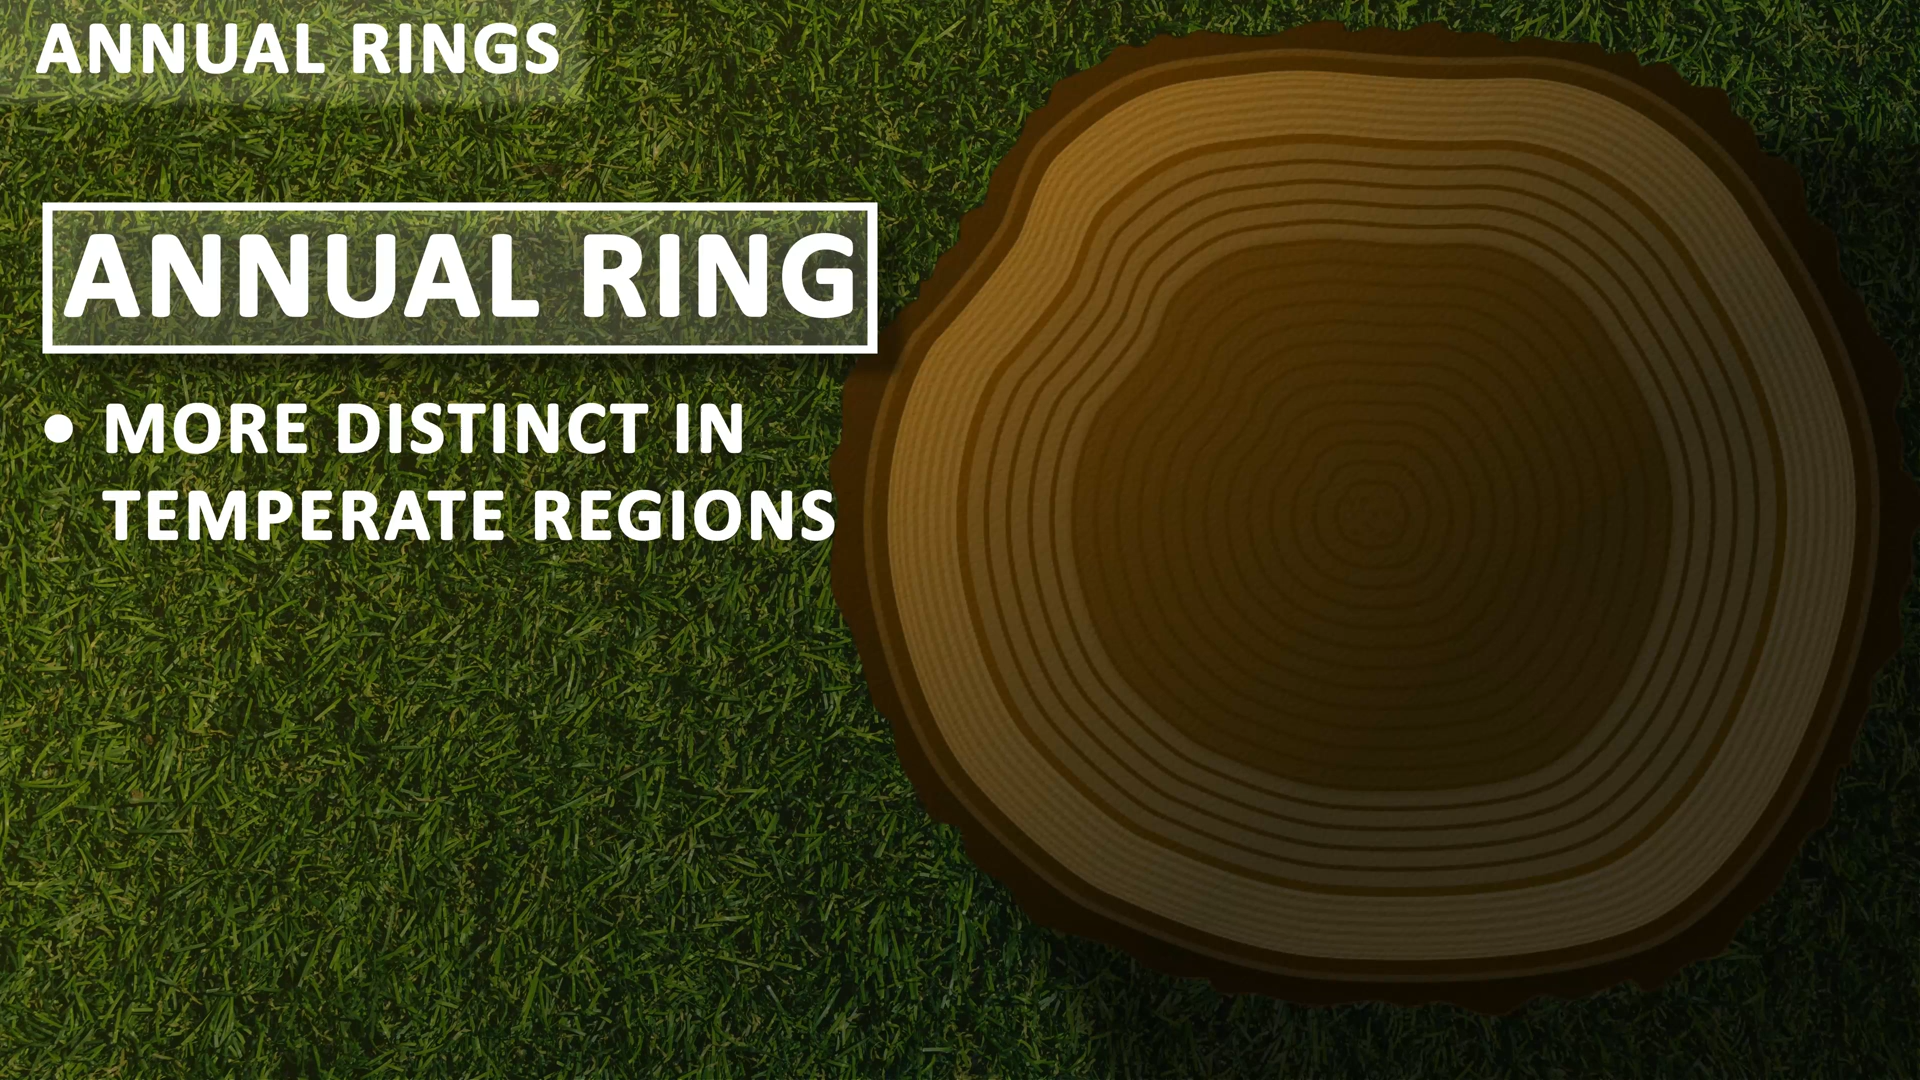 ANNUAL RINGS
ANNUAL RING
• MORE DISTINCT IN
TEMPERATE REGIONS